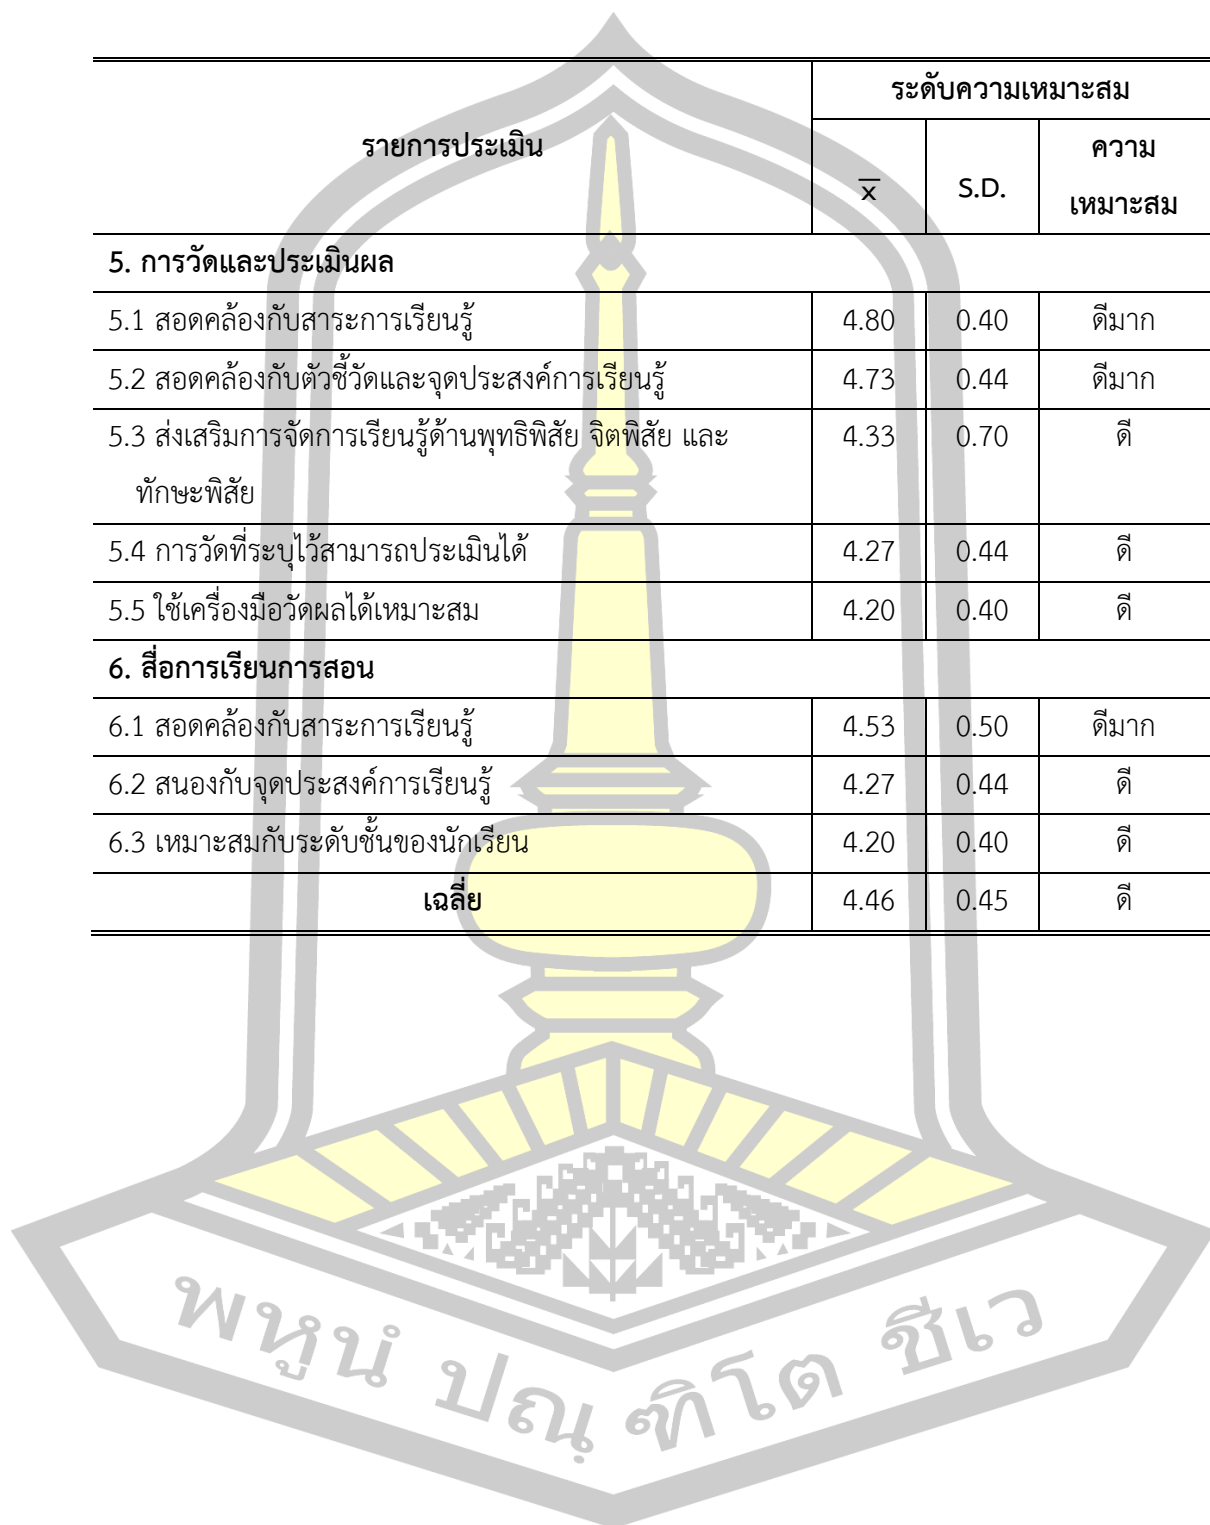 ระดับความเหมาะสม
รายการประเมิน
x̅
S.D.
ความ
เหมาะสม
5. การวัดและประเมินผล
5.1 สอดคล้องกับสาระการเรียนรู้ 4.80 0.40 ดีมาก
5.2 สอดคล้องกับตัวชี้วัดและจุดประสงค์การเรียนรู้ 4.73 0.44 ดีมาก
5.3 ส่งเสริมการจัดการเรียนรู้ด้านพุทธิพิสัย จิตพิสัย และ 4.33 0.70 ดี
ทักษะพิสัย
5.4 การวัดที่ระบุไว้สามารถประเมินได้ 4.27 0.44 ดี
5.5 ใช้เครื่องมือวัดผลได้เหมาะสม 4.20 0.40 ดี
6. สื่อการเรียนการสอน
6.1 สอดคล้องกับสาระการเรียนรู้ 4.53 0.50 ดีมาก
6.2 สนองกับจุดประสงค์การเรียนรู้ 4.27 0.44 ดี
6.3 เหมาะสมกับระดับชั้นของนักเรียน 4.20 0.40 ดี
เฉลี่ย 4.46 0.45 ดี
พหูนํ ปณฺฑิโต ชีเว